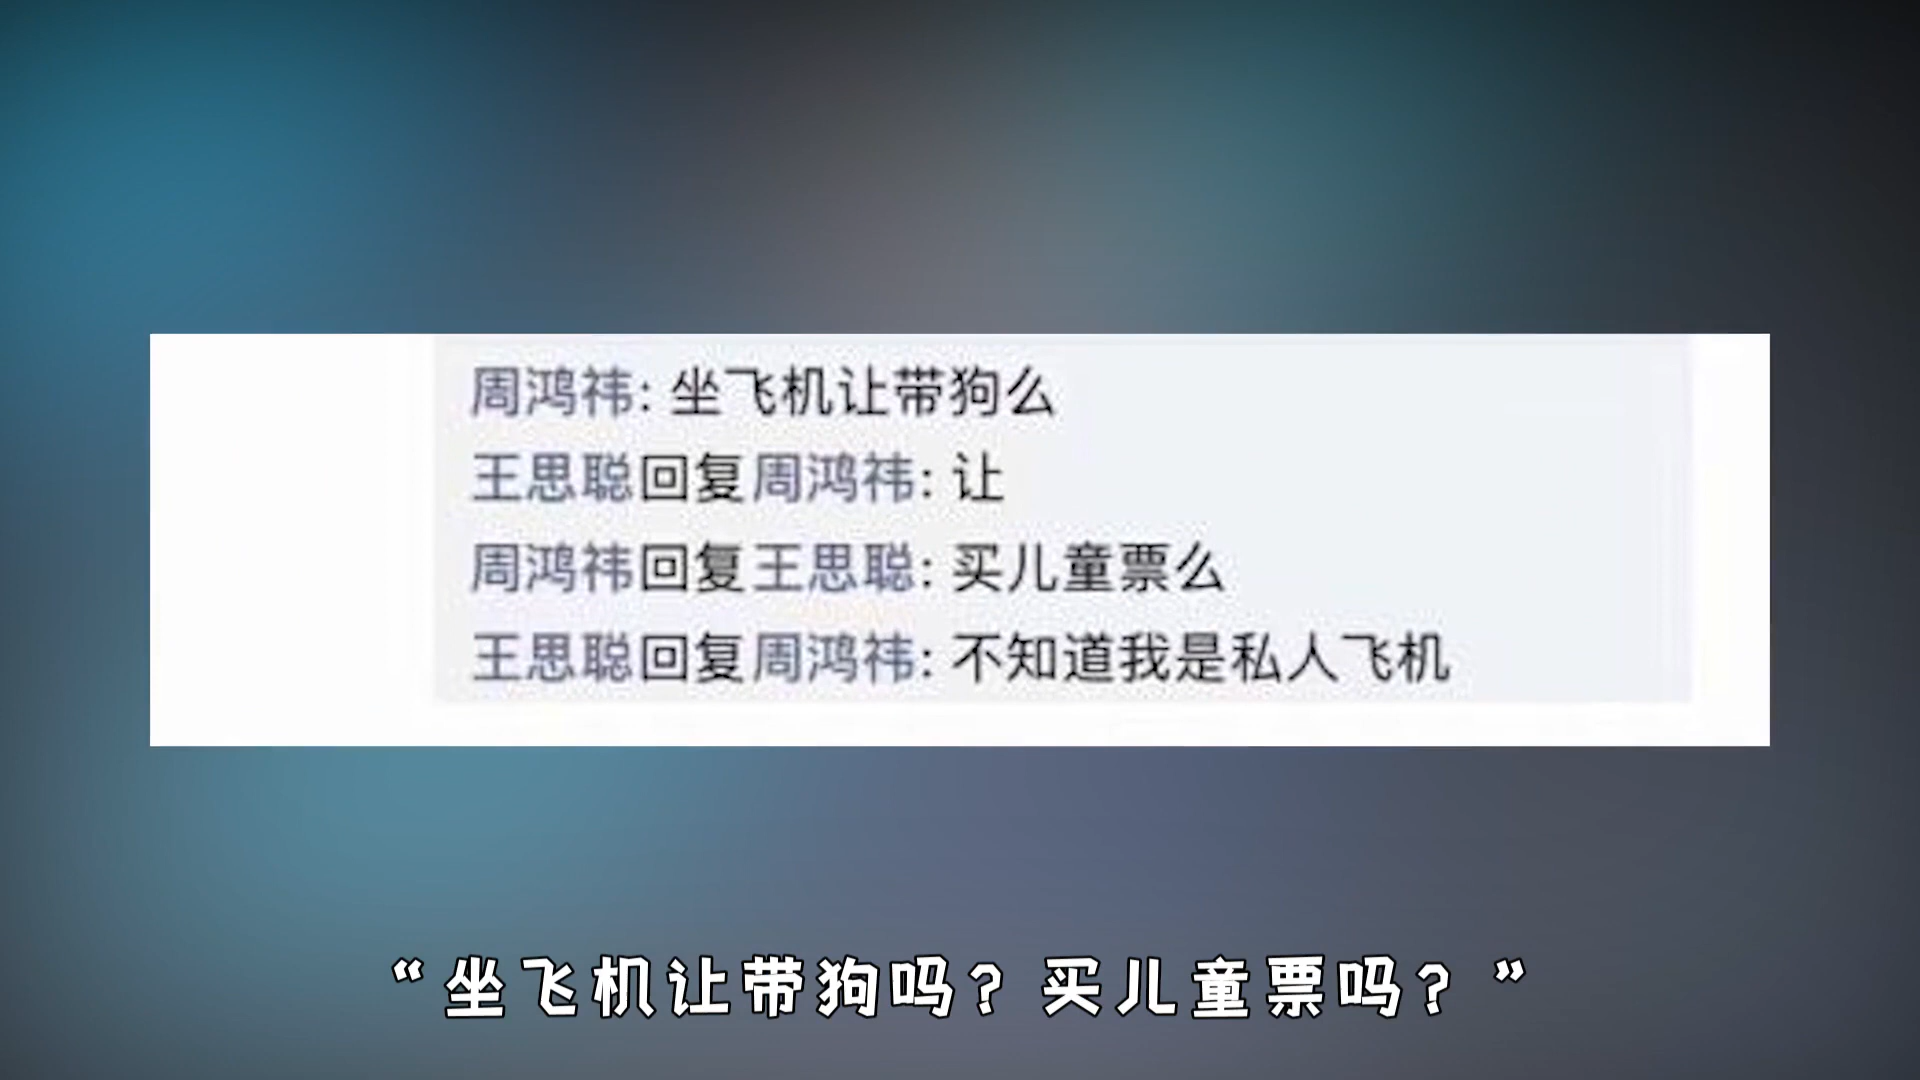 周鸿祎: 坐飞机让带狗么
王思聪回复周鸿祎: 让
周鸿祎回复王思聪: 买儿童票么
王思聪回复周鸿祎: 不知道我是私人飞机
“坐飞机让带狗吗？买儿童票吗？”